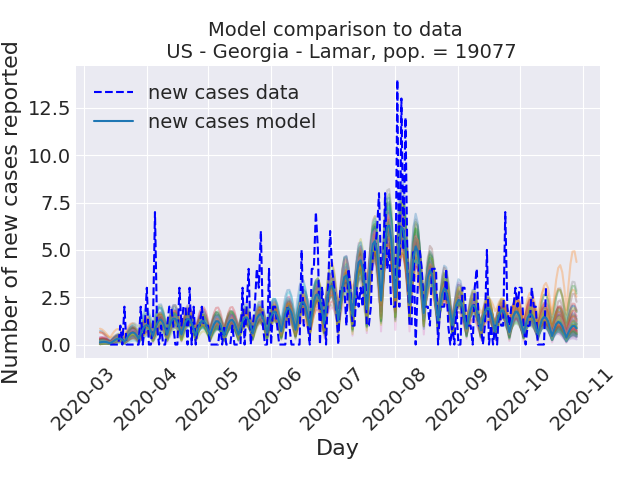 Model comparison to data
US - Georgia - Lamar, pop. = 19077
Number of new cases reported
12.5
10.0
7.5
5.0
2.5
0.0
new cases data
new cases model
2020-03
2020-04
2020-05
2020-06
2020-07
2020-08
2020-09
2020-10
2020-11
Day